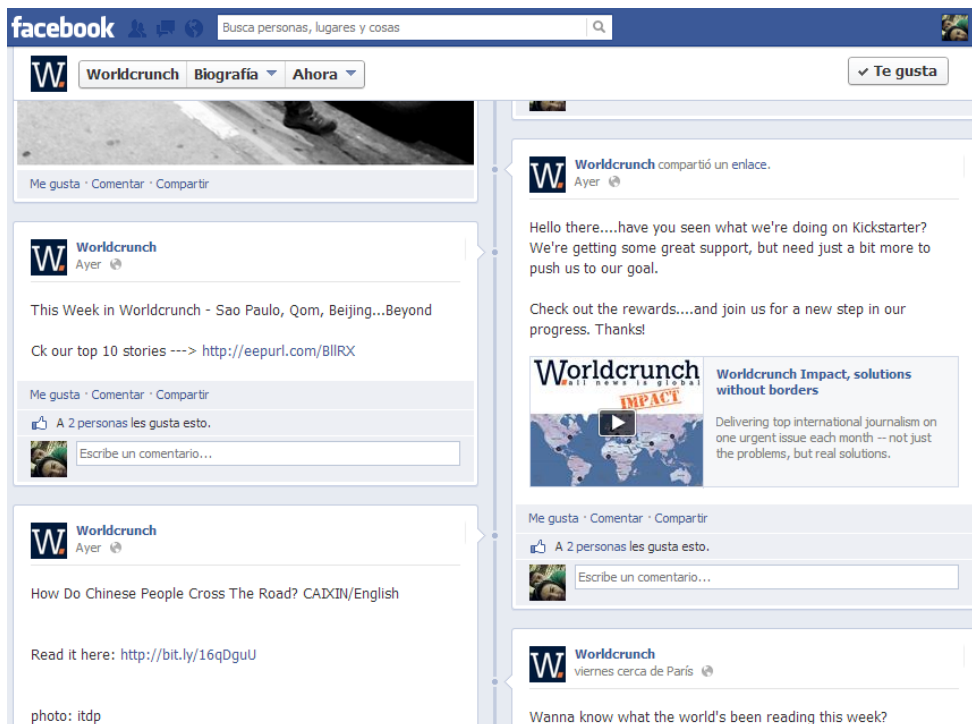 facebook
Busca personas, lugares y cosas
W.
Worldcrunch
Biografía
Ahora
✓ Te gusta
Me gusta · Comentar · Compartir
W.
Worldcrunch
Ayer
This Week in Worldcrunch - Sao Paulo, Qom, Beijing...Beyond
Ck our top 10 stories ---> http://eepurl.com/BllRX
Me gusta · Comentar · Compartir
A 2 personas les gusta esto.
Escribe un comentario...
W.
Worldcrunch
Ayer
How Do Chinese People Cross The Road? CAIXIN/English
Read it here: http://bit.ly/16qDguU
photo: itdp
W.
Worldcrunch compartió un enlace.
Ayer
Hello there....have you seen what we're doing on Kickstarter?
We're getting some great support, but need just a bit more to
push us to our goal.
Check out the rewards....and join us for a new step in our
progress. Thanks!
Worldcrunch
all news is global
IMPACT
Worldcrunch Impact, solutions
without borders
Delivering top international journalism on
one urgent issue each month -- not just
the problems, but real solutions.
Me gusta · Comentar · Compartir
A 2 personas les gusta esto.
Escribe un comentario...
W.
Worldcrunch
viernes cerca de París
Wanna know what the world's been reading this week?